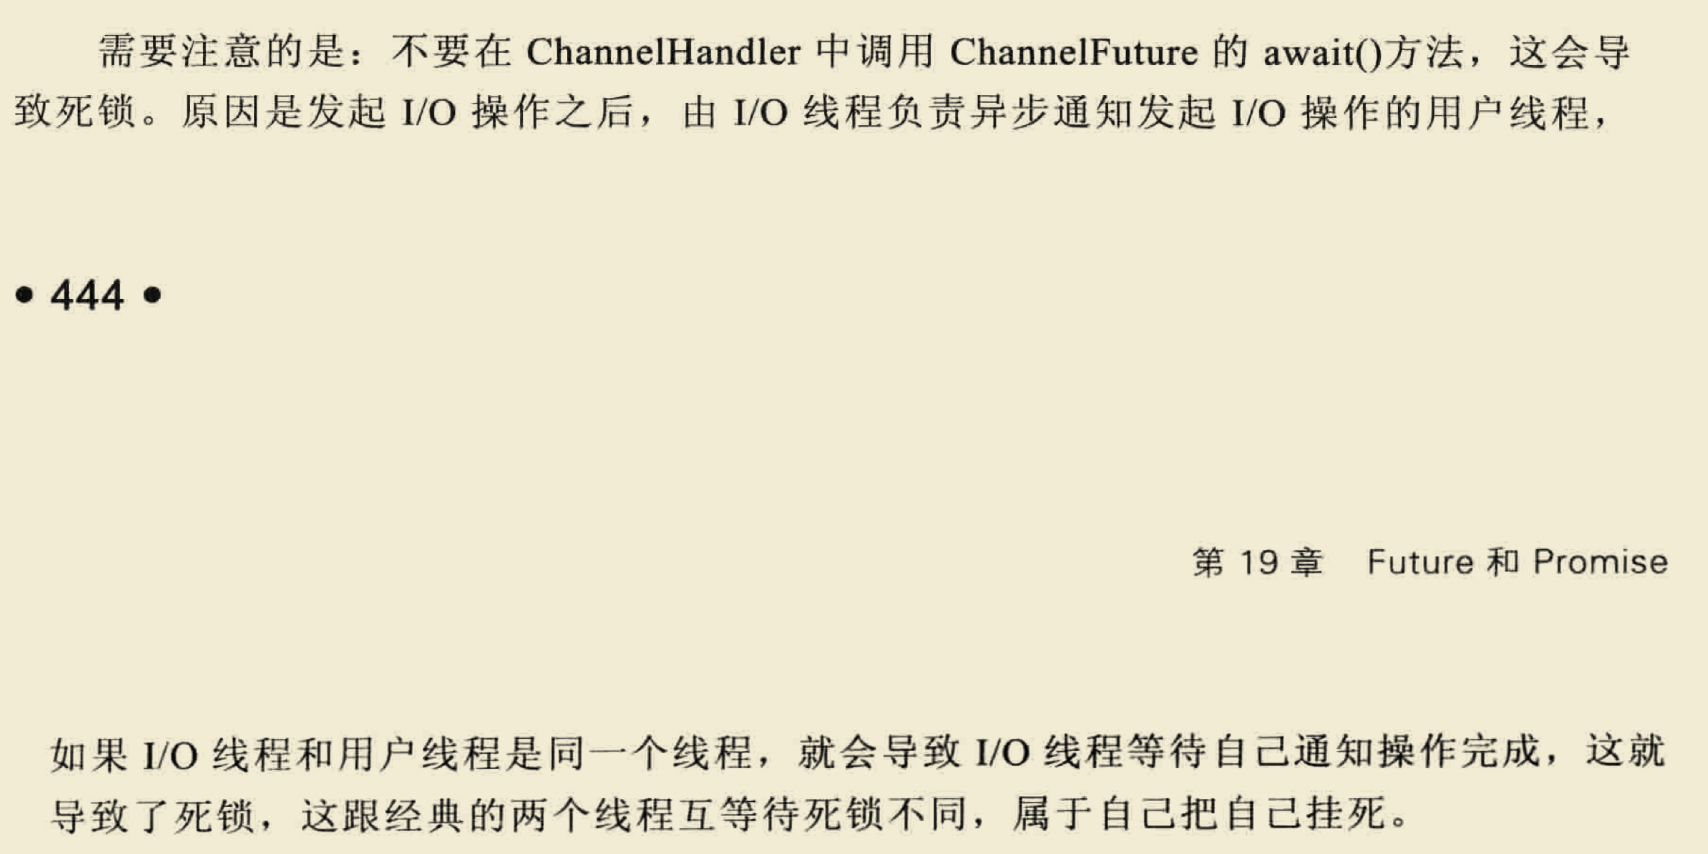 需要注意的是：不要在 ChannelHandler 中调用 ChannelFuture 的 await()方法，这会导
致死锁。原因是发起 I/O 操作之后，由 I/O 线程负责异步通知发起 I/O 操作的用户线程，
• 444 •
第 19 章 Future 和 Promise
如果 I/O 线程和用户线程是同一个线程，就会导致 I/O 线程等待自己通知操作完成，这就
导致了死锁，这跟经典的两个线程互等待死锁不同，属于自己把自己挂死。